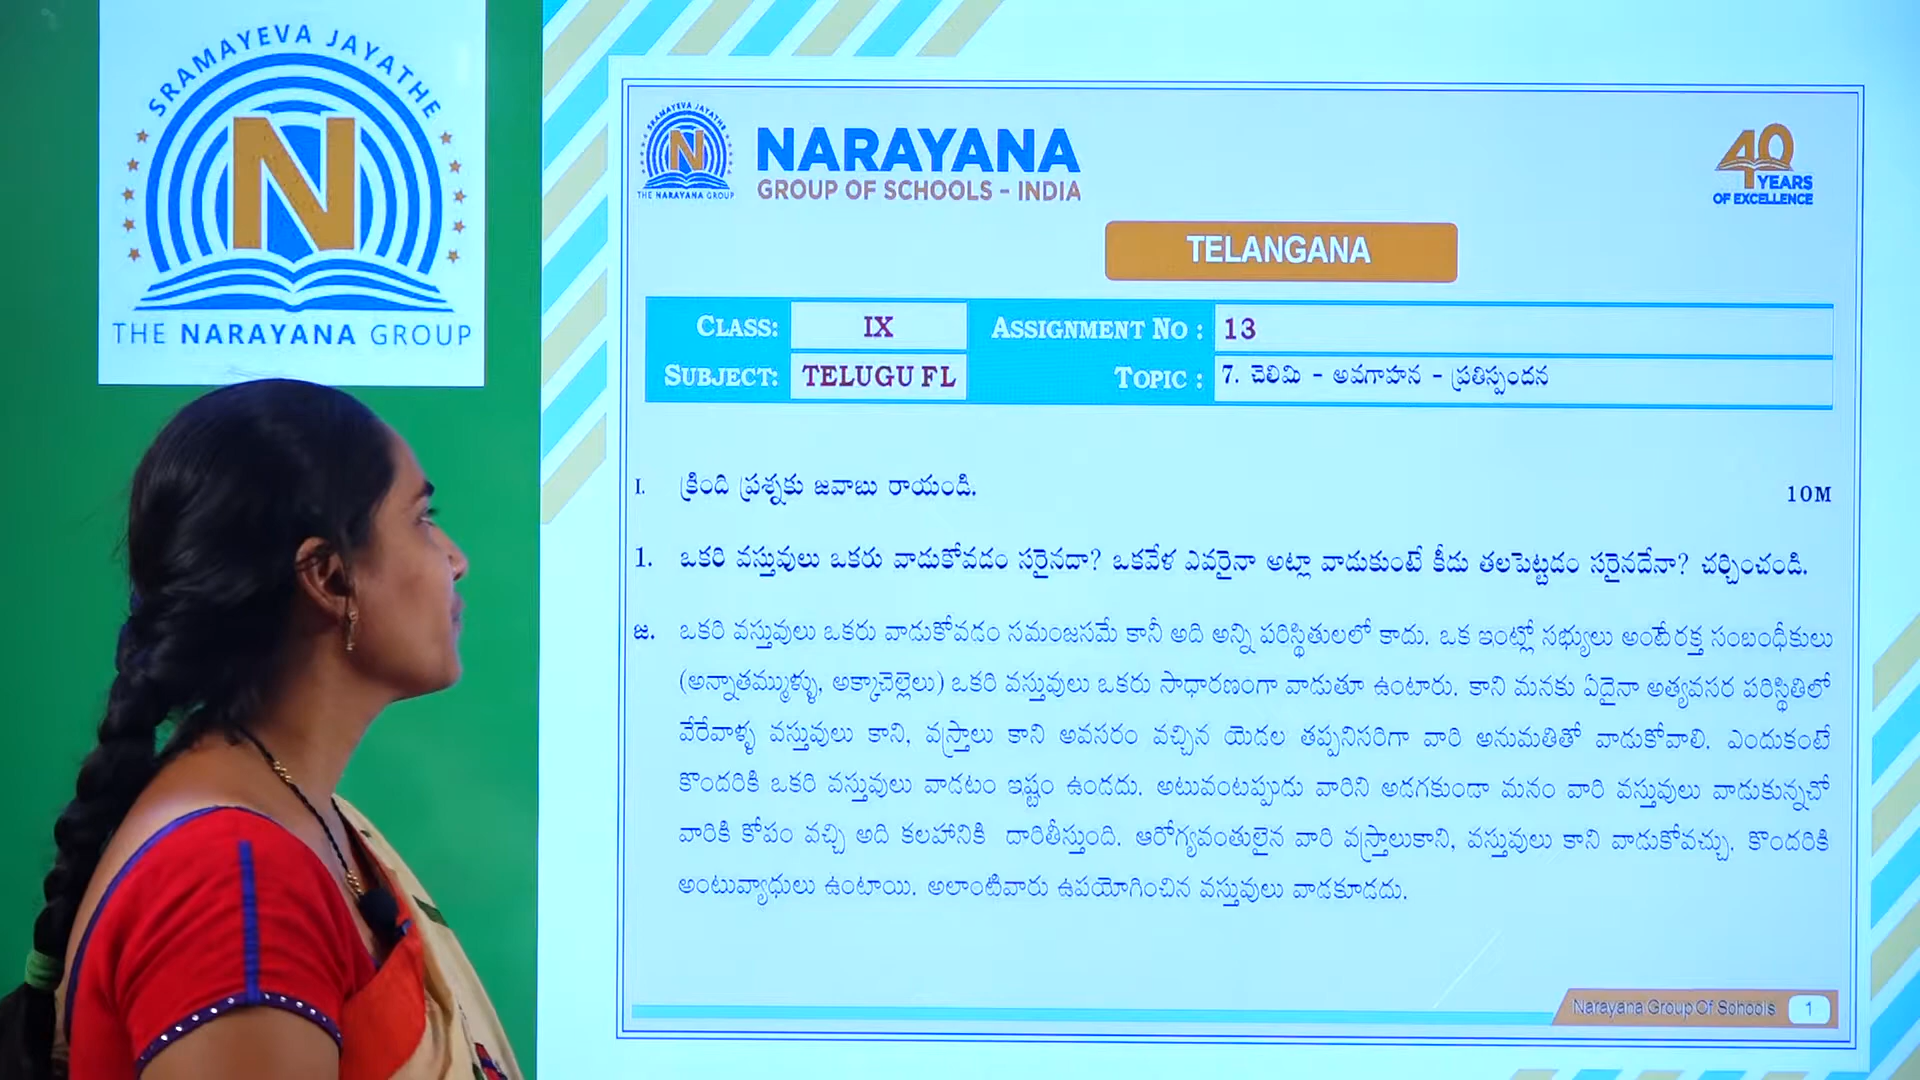 SRAMAYEVA JAYATHE
N
THE NARAYANA GROUP
SRAMAYEVA JAYATHE
N
THE NARAYANA GROUP
NARAYANA
GROUP OF SCHOOLS - INDIA
40
YEARS
OF EXCELLENCE
TELANGANA
CLASS: IX ASSIGNMENT NO : 13
SUBJECT: TELUGU FL TOPIC : 7. చెలిమి - అవగాహన - ప్రతిస్పందన
I. క్రింది ప్రశ్నకు జవాబు రాయండి. 10M
1. ఒకరి వస్తువులు ఒకరు వాడుకోవడం సరైనదా? ఒకవేళ ఎవరైనా అట్లా వాడుకుంటే కీడు తలపెట్టడం సరైనదేనా? చర్చించండి.
జ. ఒకరి వస్తువులు ఒకరు వాడుకోవడం సమంజసమే కానీ అది అన్ని పరిస్థితులలో కాదు. ఒక ఇంట్లో సభ్యులు అంటేరక్త సంబంధీకులు
(అన్నాతమ్ముళ్ళు, అక్కాచెల్లెలు) ఒకరి వస్తువులు ఒకరు సాధారణంగా వాడుతూ ఉంటారు. కాని మనకు ఏదైనా అత్యవసర పరిస్థితిలో
వేరేవాళ్ళ వస్తువులు కాని, వస్త్రాలు కాని అవసరం వచ్చిన యెడల తప్పనిసరిగా వారి అనుమతితో వాడుకోవాలి. ఎందుకంటే
కొందరికి ఒకరి వస్తువులు వాడటం ఇష్టం ఉండదు. అటువంటప్పుడు వారిని అడగకుండా మనం వారి వస్తువులు వాడుకున్నచో
వారికి కోపం వచ్చి అది కలహానికి దారితీస్తుంది. ఆరోగ్యవంతులైన వారి వస్త్రాలుకాని, వస్తువులు కాని వాడుకోవచ్చు. కొందరికి
అంటువ్యాధులు ఉంటాయి. అలాంటివారు ఉపయోగించిన వస్తువులు వాడకూడదు.
Narayana Group Of Schools 1